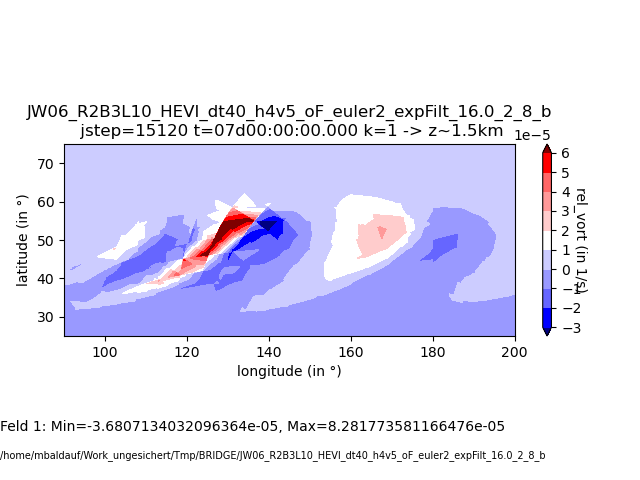 JW06_R2B3L10_HEVI_dt40_h4v5_oF_euler2_expFilt_16.0_2_8_b
jstep=15120 t=07d00:00:00.000 k=1 -> z~1.5km
1e−5
70
60
50
40
30
latitude (in °)
100 120 140 160 180 200
longitude (in °)
6
5
4
3
2
1
0
−1
−2
−3
rel_vort (in 1/s)
Feld 1: Min=-3.6807134032096364e-05, Max=8.281773581166476e-05
/home/mbaldauf/Work_ungesichert/Tmp/BRIDGE/JW06_R2B3L10_HEVI_dt40_h4v5_oF_euler2_expFilt_16.0_2_8_b